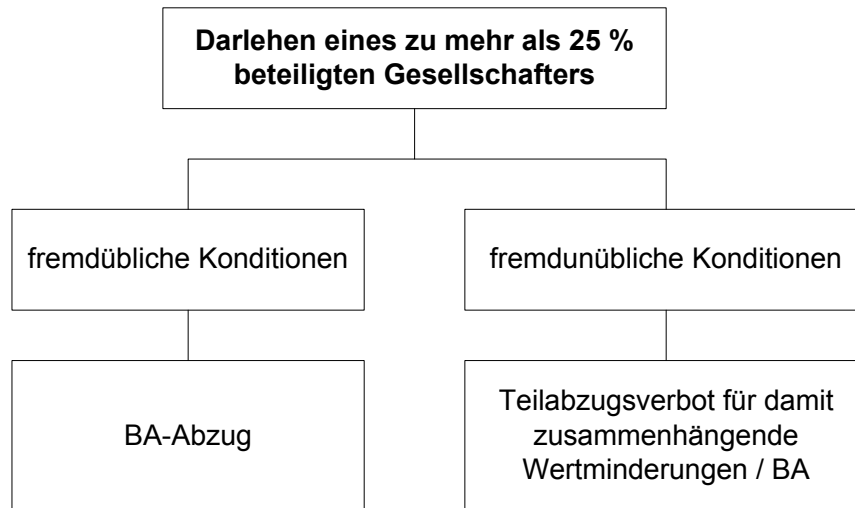 Darlehen eines zu mehr als 25 %
beteiligten Gesellschafters
fremdübliche Konditionen
fremdunübliche Konditionen
BA-Abzug
Teilabzugsverbot für damit
zusammenhängende
Wertminderungen / BA